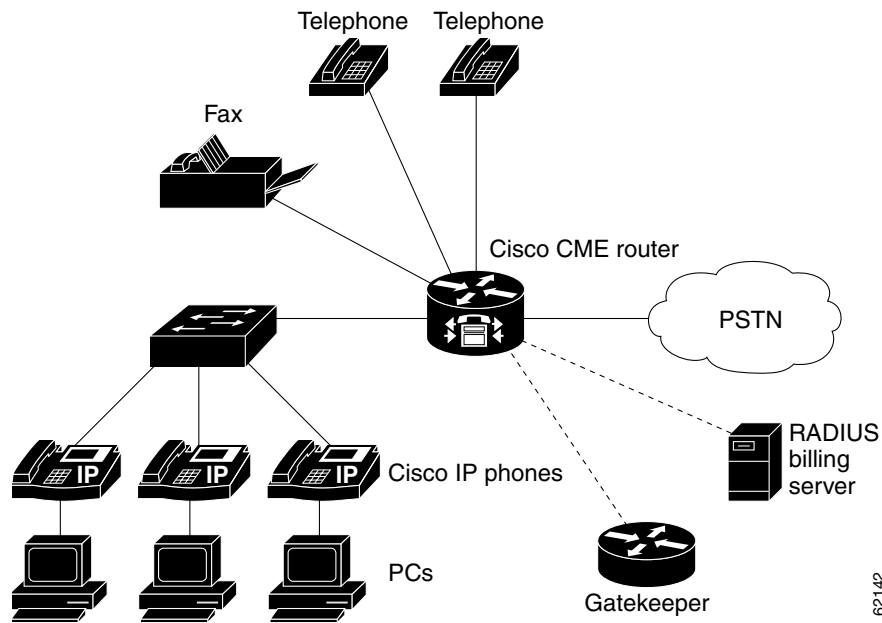 Telephone Telephone
Fax
Cisco CME router
PSTN
RADIUS
billing
server
IP IP IP Cisco IP phones
PCs
Gatekeeper
62142